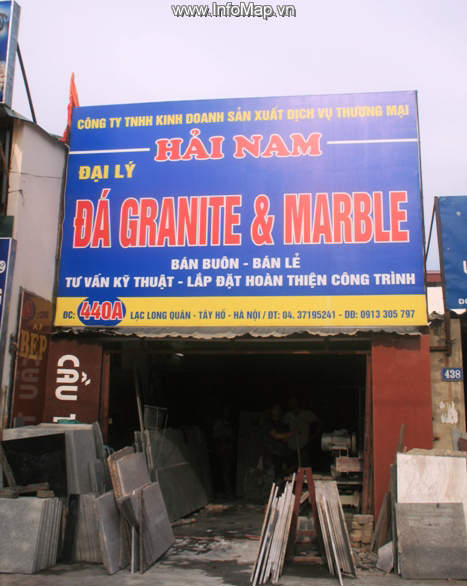 www.InfoMap.vn
CÔNG TY TNHH KINH DOANH SẢN XUẤT DỊCH VỤ THƯƠNG MẠI
HẢI NAM
ĐẠI LÝ
ĐÁ GRANITE & MARBLE
BÁN BUÔN - BÁN LẺ
TƯ VẤN KỸ THUẬT - LẮP ĐẶT HOÀN THIỆN CÔNG TRÌNH
ĐC: 440A LẠC LONG QUÂN - TÂY HỒ - HÀ NỘI / ĐT: 04. 37195241 - DĐ: 0913 305 797
BẾP
CẦU
438